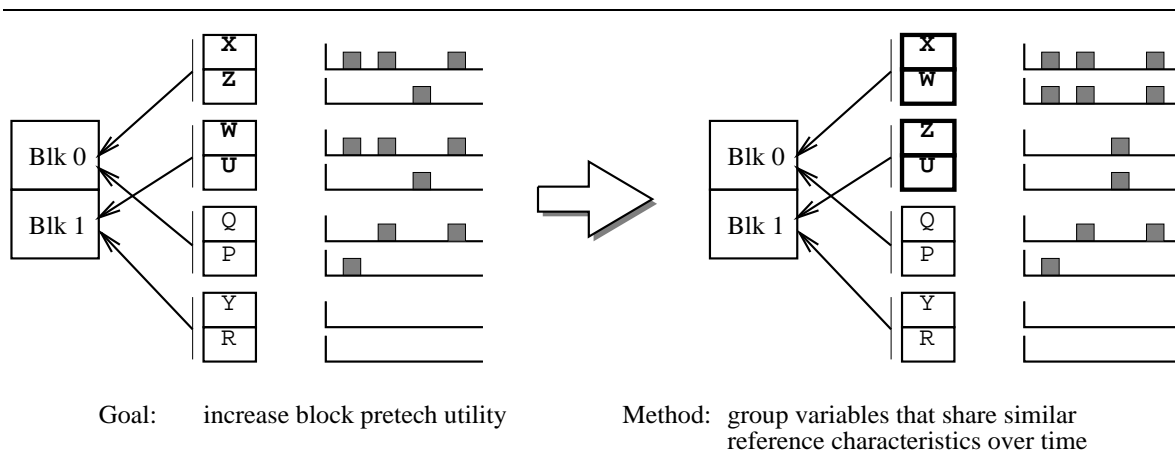 X
Z
W
U
Q
P
Y
R
Blk 0
Blk 1
X
W
Z
U
Q
P
Y
R
Blk 0
Blk 1
Goal: increase block pretech utility
Method: group variables that share similar
reference characteristics over time